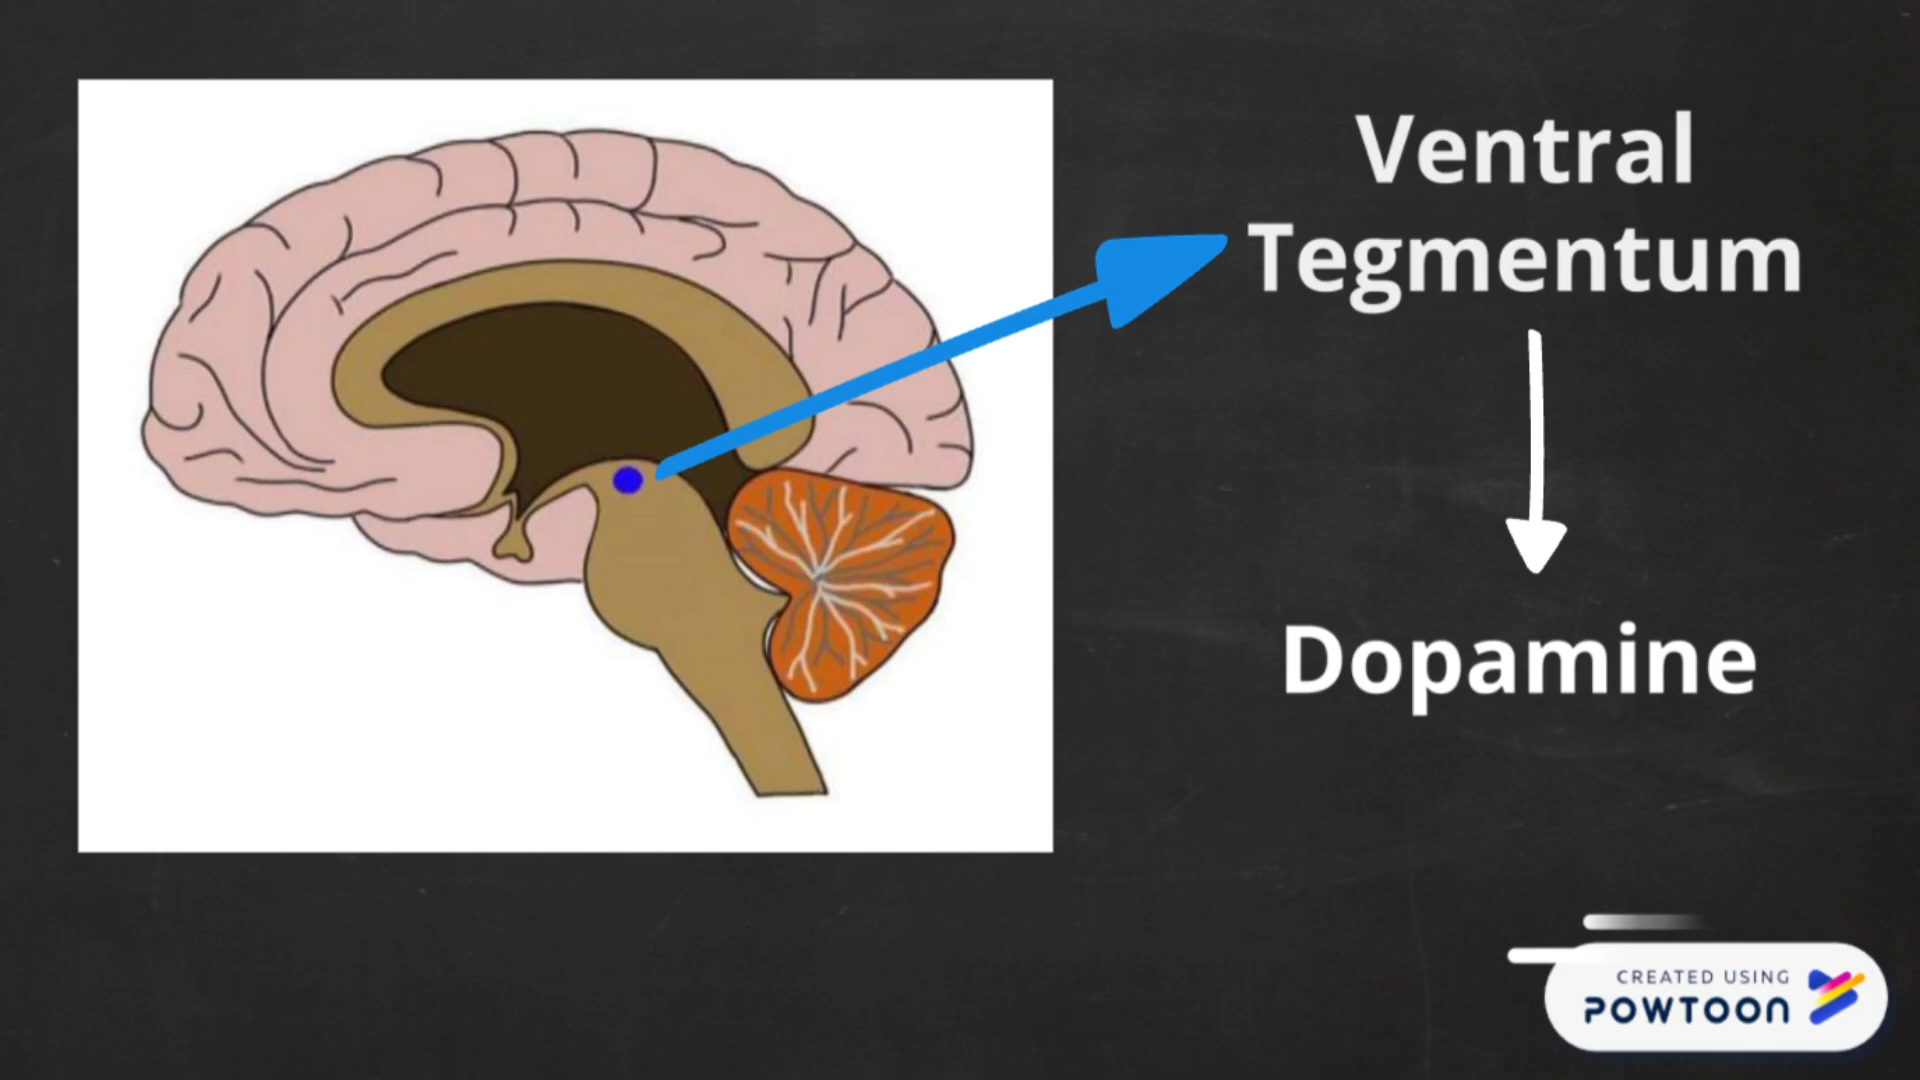 Ventral
Tegmentum
Dopamine
CREATED USING
POWTOON